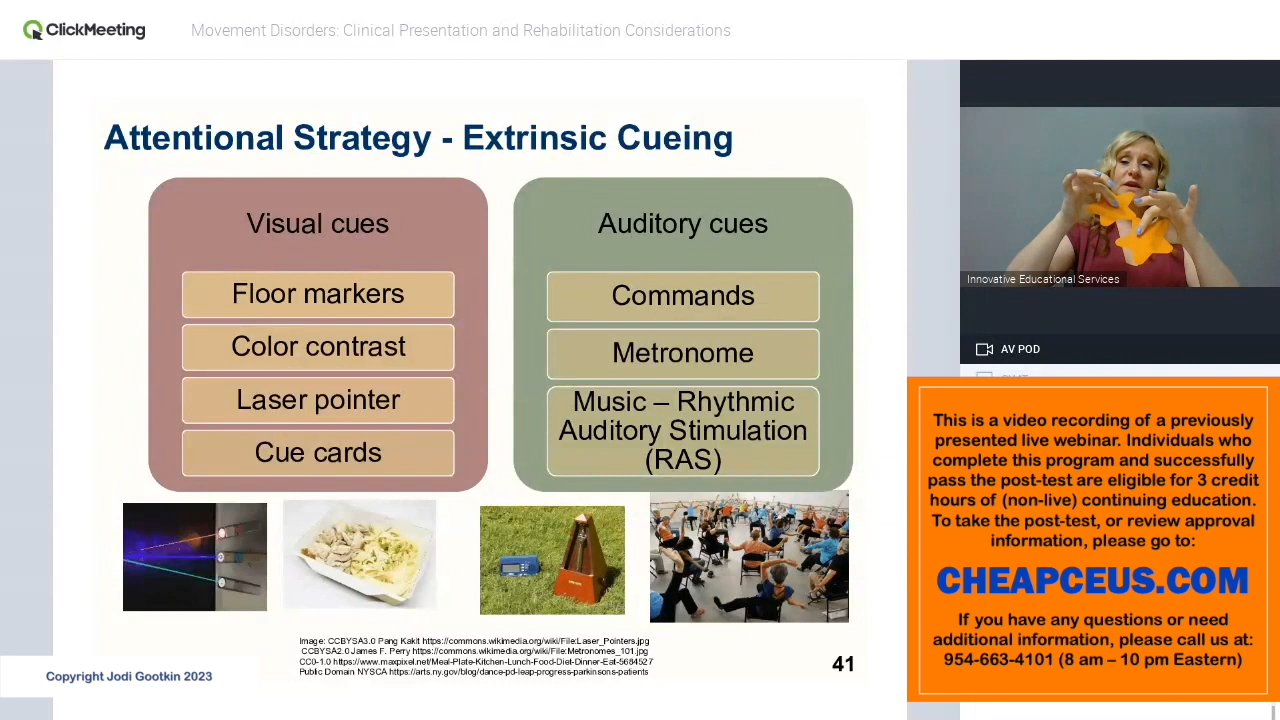 ClickMeeting
Movement Disorders: Clinical Presentation and Rehabilitation Considerations
Attentional Strategy - Extrinsic Cueing
Visual cues
Floor markers
Color contrast
Laser pointer
Cue cards
Auditory cues
Commands
Metronome
Music – Rhythmic
Auditory Stimulation
(RAS)
Image: CCBYSA3.0 Pang Kakit https://commons.wikimedia.org/wiki/File:Laser_Pointers.jpg
CCBYSA2.0 James F. Perry https://commons.wikimedia.org/wiki/File:Metronomes_101.jpg
CC0-1.0 https://www.maxpixel.net/Meal-Plate-Kitchen-Lunch-Food-Diet-Dinner-Eat-5684527
Public Domain NYSCA https://arts.ny.gov/blog/dance-pd-leap-progress-parkinsons-patients
41
Copyright Jodi Gootkin 2023
Innovative Educational Services
AV POD
This is a video recording of a previously
presented live webinar. Individuals who
complete this program and successfully
pass the post-test are eligible for 3 credit
hours of (non-live) continuing education.
To take the post-test, or review approval
information, please go to:
CHEAPCEUS.COM
If you have any questions or need
additional information, please call us at:
954-663-4101 (8 am – 10 pm Eastern)